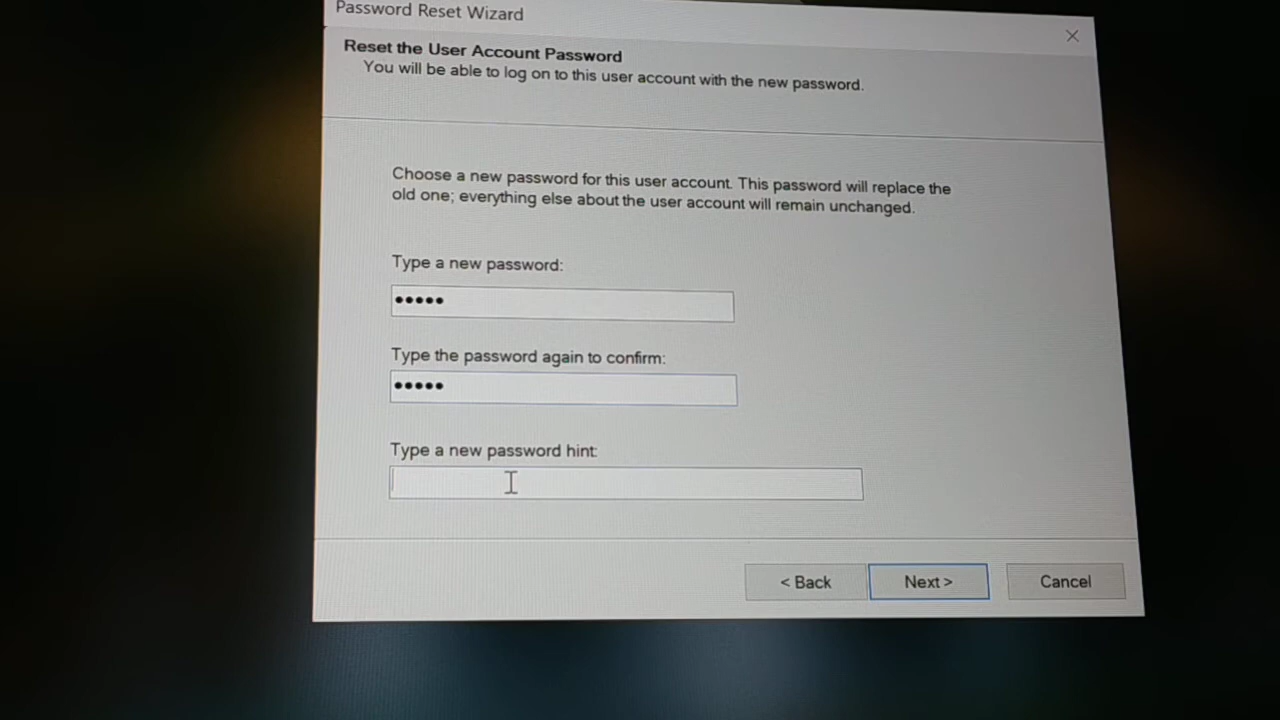 Password Reset Wizard
Reset the User Account Password
You will be able to log on to this user account with the new password.
Choose a new password for this user account. This password will replace the
old one; everything else about the user account will remain unchanged.
Type a new password:
●●●●●
Type the password again to confirm:
●●●●●
Type a new password hint:
< Back
Next >
Cancel